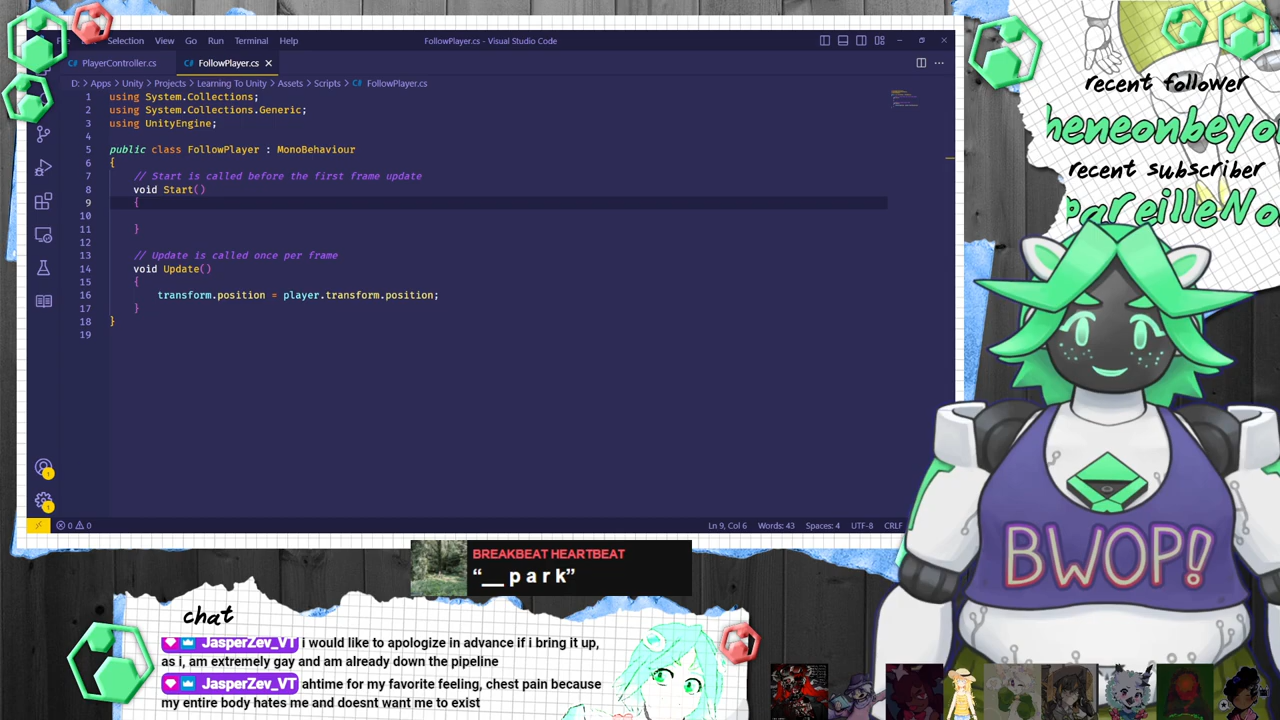 Selection View Go Run Terminal Help
FollowPlayer.cs - Visual Studio Code
PlayerController.cs
FollowPlayer.cs
D: > Apps > Unity > Projects > Learning To Unity > Assets > Scripts > FollowPlayer.cs
1 using System.Collections;
2 using System.Collections.Generic;
3 using UnityEngine;
4
5 public class FollowPlayer : MonoBehaviour
6 {
7 // Start is called before the first frame update
8 void Start()
9 {
10
11 }
12
13 // Update is called once per frame
14 void Update()
15 {
16 transform.position = player.transform.position;
17 }
18 }
19
0 0
Ln 9, Col 6 Words: 43 Spaces: 4 UTF-8 CRLF
recent follower
heneonbeyo
recent subscriber
pareilleNo
BWOP!
BREAKBEAT HEARTBEAT
“__ p a r k”
chat
JasperZev_VT i would like to apologize in advance if i bring it up,
as i, am extremely gay and am already down the pipeline
JasperZev_VT ahtime for my favorite feeling, chest pain because
my entire body hates me and doesnt want me to exist